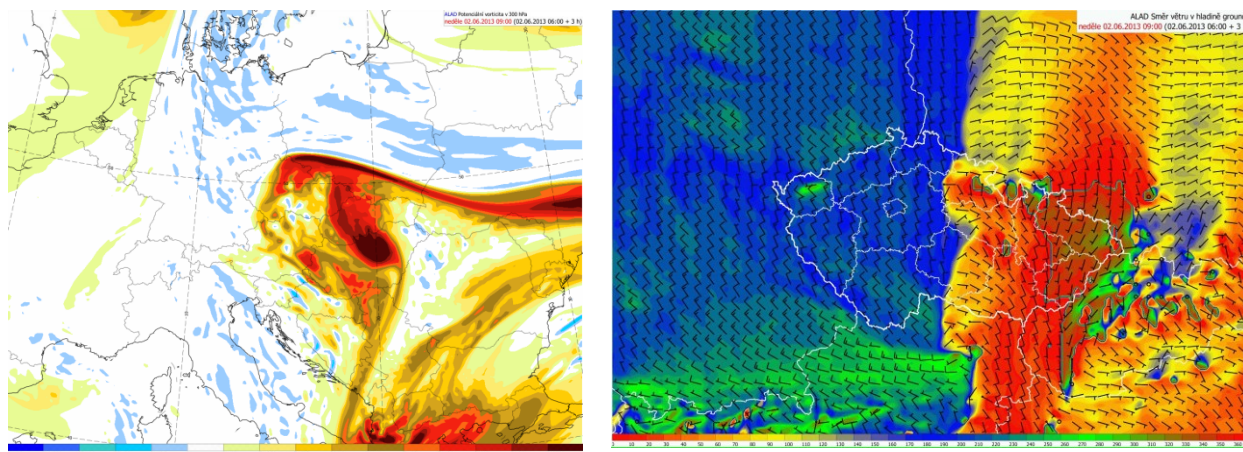 ALAD Potenciální vorticita v 300 hPa
neděle 02.06.2013 09:00 (02.06.2013 06:00 + 3 h)
ALAD Směr větru v hladině groun
neděle 02.06.2013 09:00 (02.06.2013 06:00 + 3
10 20 30 40 50 60 70 80 90 100 110 120 130 140 150 160 170 180 190 200 210 220 230 240 250 260 270 280 290 300 310 320 330 340 350 360